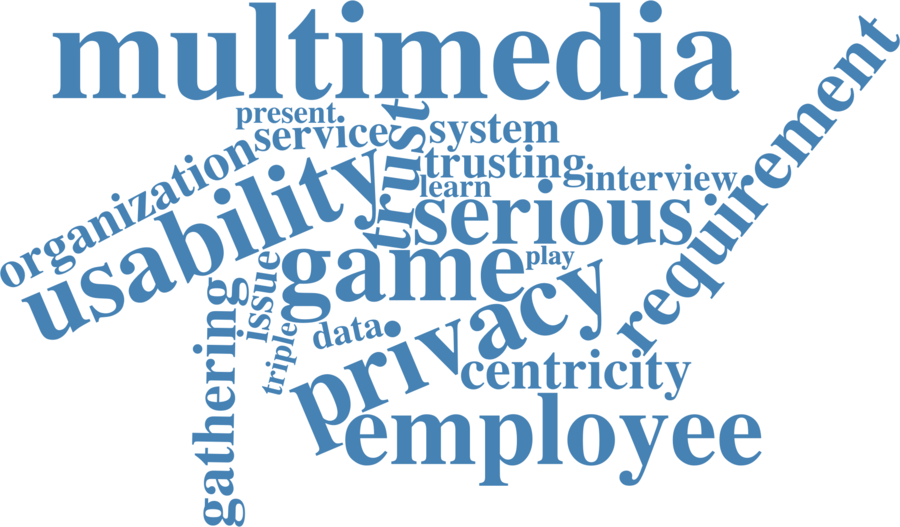 multimedia
present
service
system
trust
requirement
organization
usability
trusting
learn
interview
serious
game
play
issue
gathering
triple
data
privacy
centricity
employee